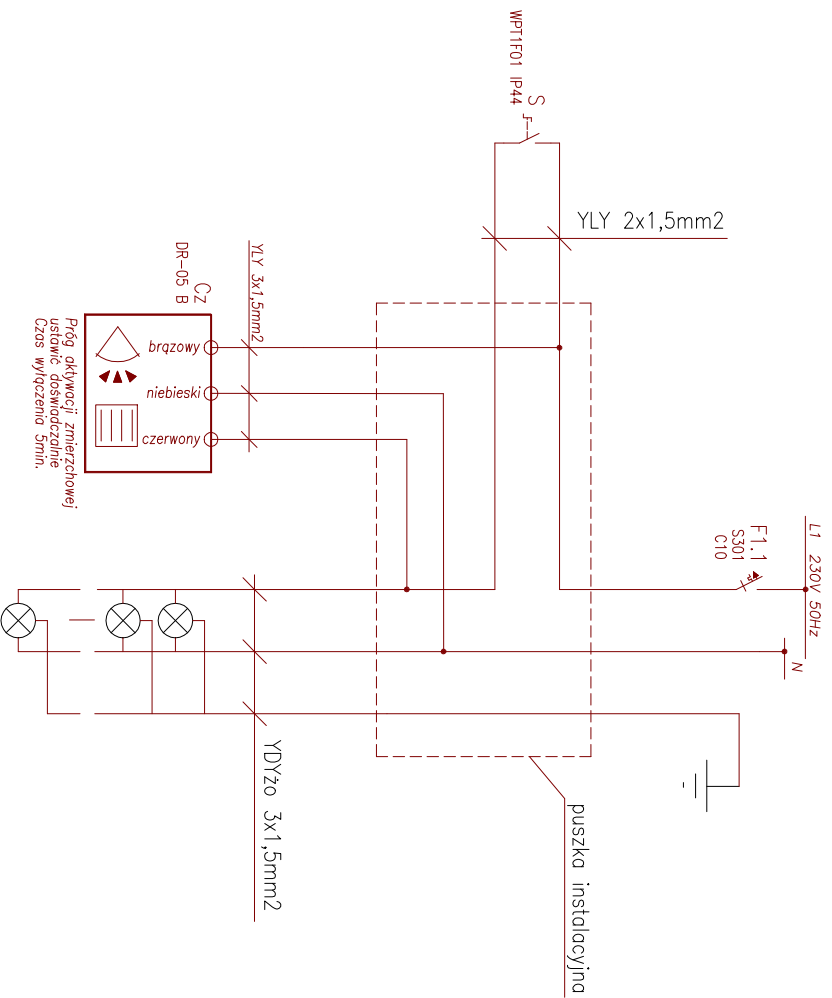 WPT1F01 IP44
S
YLY 2x1,5mm2
L1 230V 50Hz
F1.1
S301
C10
N
YLY 3x1,5mm2
Cz
DR-05 B
brązowy
niebieski
czerwony
Próg aktywacji zmierzchowej
ustawić doświadczalnie
Czas wyłączenia 5min.
YDYżo 3x1,5mm2
puszka instalacyjna